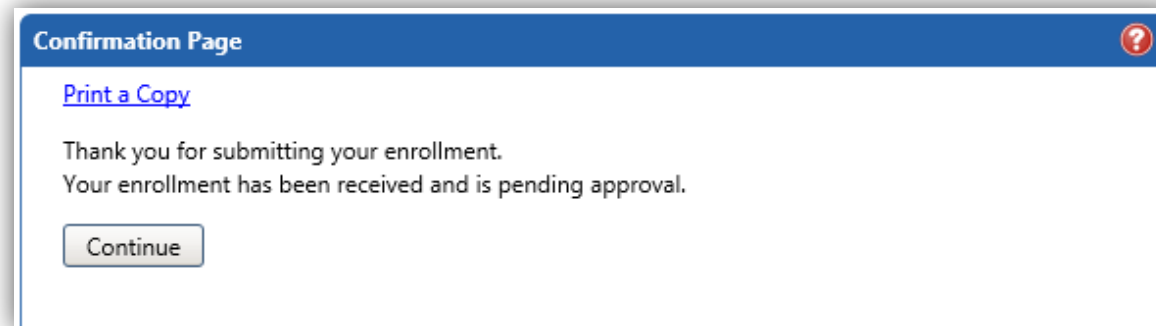 Confirmation Page
?
Print a Copy
Thank you for submitting your enrollment.
Your enrollment has been received and is pending approval.
Continue